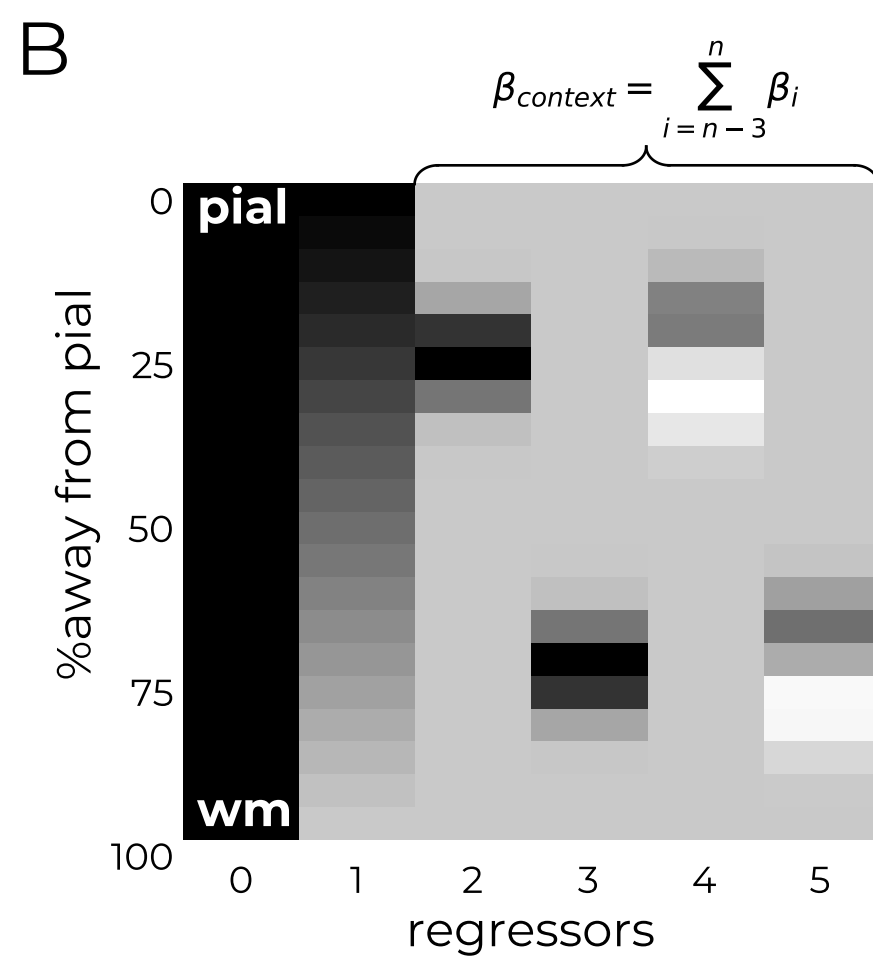 B
β_context = ∑_{i=n−3}^{n} β_i
0
pial
25
50
75
wm
100
%away from pial
0 1 2 3 4 5
regressors